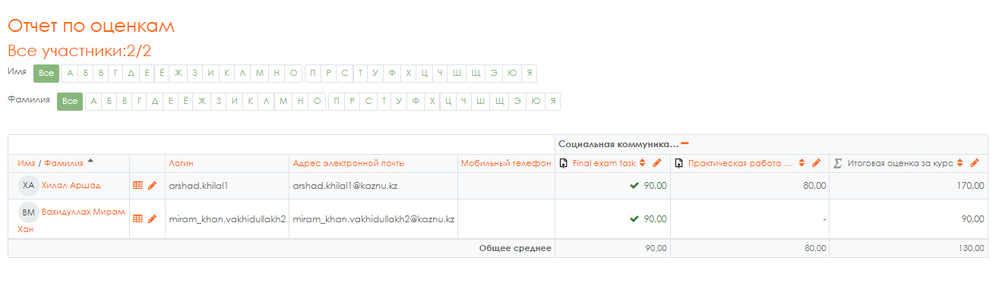 Отчет по оценкам
Все участники:2/2
Имя Все А Б В Г Д Е Ё Ж З И К Л М Н О П Р С Т У Ф Х Ц Ч Ш Щ Э Ю Я
Фамилия Все А Б В Г Д Е Ё Ж З И К Л М Н О П Р С Т У Ф Х Ц Ч Ш Щ Э Ю Я
Социальная коммуника...
Имя / Фамилия Логин Адрес электронной почты Мобильный телефон Final exam task Практическая работа ... Итоговая оценка за курс
ХА Хилал Аршад arshad.khilal1 arshad.khilal1@kaznu.kz 90,00 80,00 170,00
ВМ Вахидуллах Мирам
Хан miram_khan.vakhidullakh2 miram_khan.vakhidullakh2@kaznu.kz 90,00 - 90,00
Общее среднее 90,00 80,00 130,00